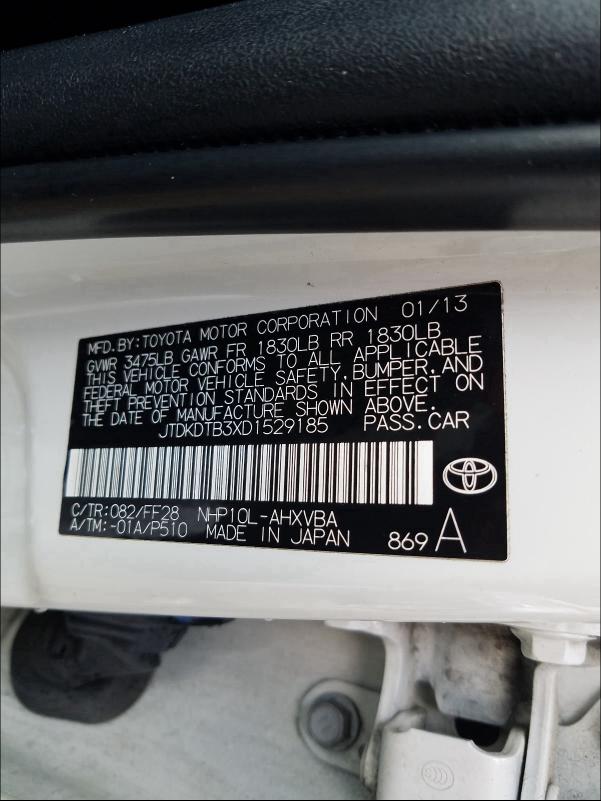 MFD.BY:TOYOTA MOTOR CORPORATION 01/13
GVWR 3475LB GAWR FR 1830LB RR 1830LB
THIS VEHICLE CONFORMS TO ALL APPLICABLE
FEDERAL MOTOR VEHICLE SAFETY,BUMPER,AND
THEFT PREVENTION STANDARDS IN EFFECT ON
THE DATE OF MANUFACTURE SHOWN ABOVE.
JTDKDTB3XD1529185 PASS.CAR
C/TR:082/FF28 NHP10L-AHXVBA
A/TM:-01A/P510 MADE IN JAPAN 869A